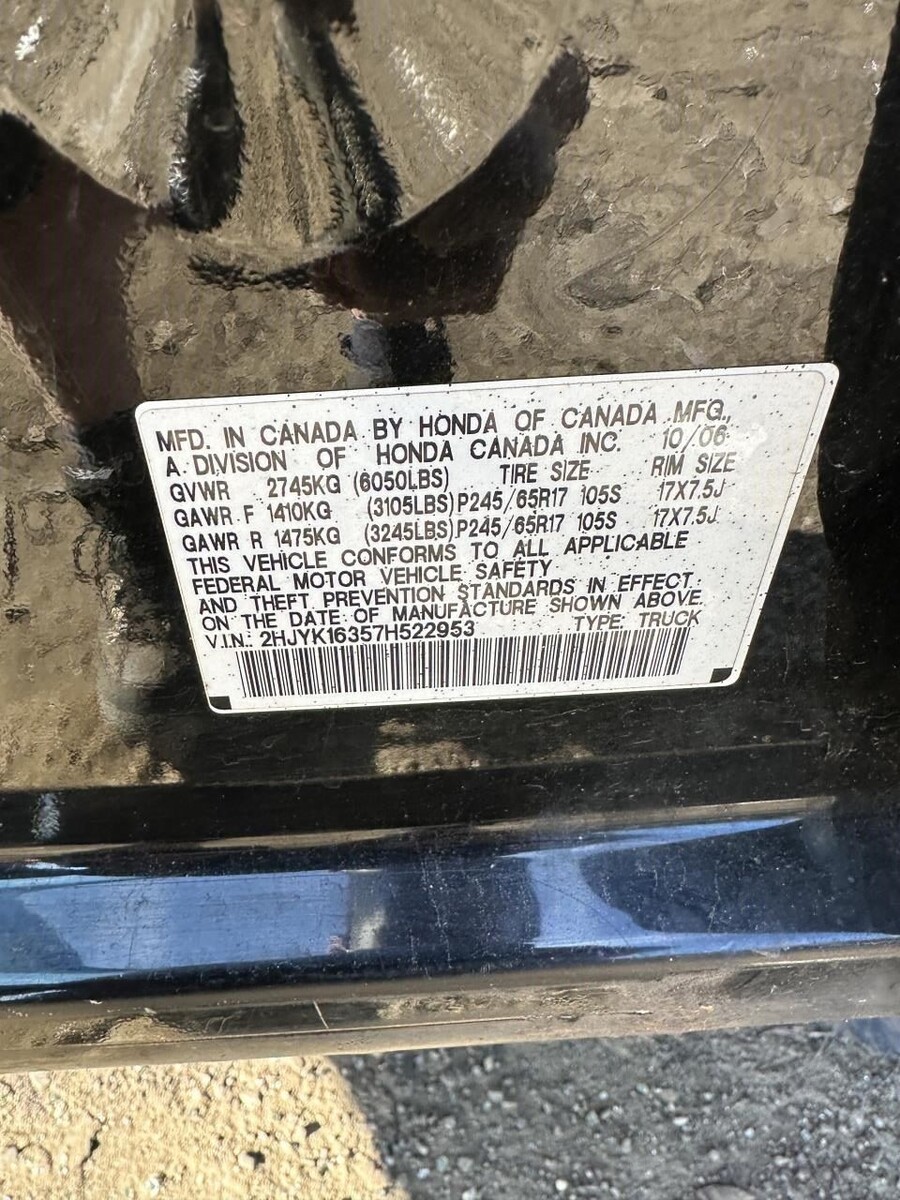 MFD. IN CANADA BY HONDA OF CANADA MFG.,
A DIVISION OF HONDA CANADA INC. 10/06
GVWR 2745KG (6050LBS) TIRE SIZE RIM SIZE
GAWR F 1410KG (3105LBS) P245/65R17 105S 17X7.5J
GAWR R 1475KG (3245LBS) P245/65R17 105S 17X7.5J
THIS VEHICLE CONFORMS TO ALL APPLICABLE
FEDERAL MOTOR VEHICLE SAFETY
AND THEFT PREVENTION STANDARDS IN EFFECT
ON THE DATE OF MANUFACTURE SHOWN ABOVE.
V.I.N.: 2HJYK16357H522953 TYPE: TRUCK